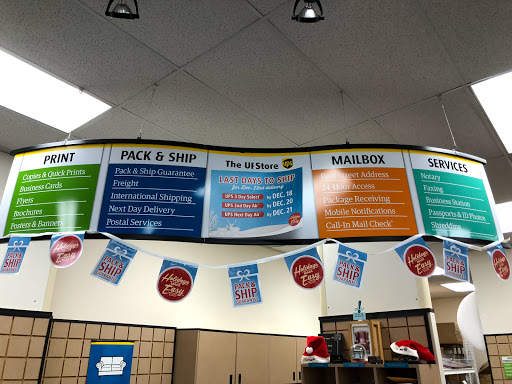 PRINT
Copies & Quick Prints
Business Cards
Flyers
Brochures
Posters & Banners
PACK & SHIP
Pack & Ship Guarantee
Freight
International Shipping
Next Day Delivery
Postal Services
The UPS Store
ups
LAST DAYS TO SHIP
for Dec. 23rd delivery
UPS 3 Day Select® by DEC. 18
UPS 2nd Day Air® by DEC. 20
UPS Next Day Air® by DEC. 21
MAILBOX
Street Address
24-Hour Access
Package Receiving
Mobile Notifications
Call-In Mail Check
SERVICES
Notary
Faxing
Business Station
Passports & ID Photos
Shredding
PACK & SHIP
Holidays Made Easy
PACK & SHIP
Holidays Made Easy
PACK & SHIP
Holidays Made Easy
PACK & SHIP
Holidays Made Easy
PACK & SHIP